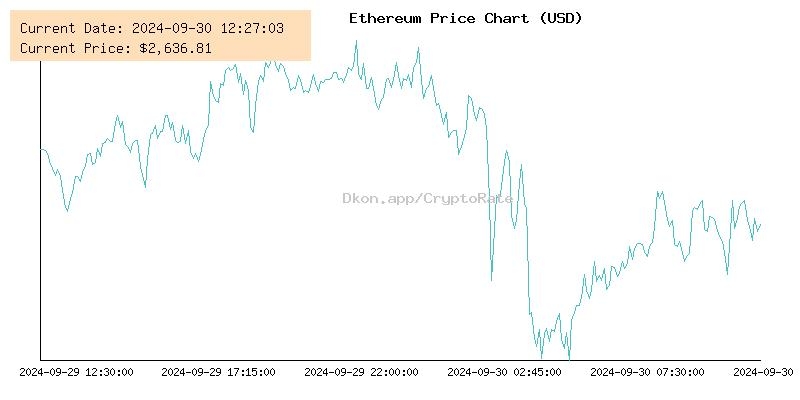 Ethereum Price Chart (USD)
Current Date: 2024-09-30 12:27:03
Current Price: $2,636.81
Dkon.app/CryptoRate
2024-09-29 12:30:00
2024-09-29 17:15:00
2024-09-29 22:00:00
2024-09-30 02:45:00
2024-09-30 07:30:00
2024-09-30